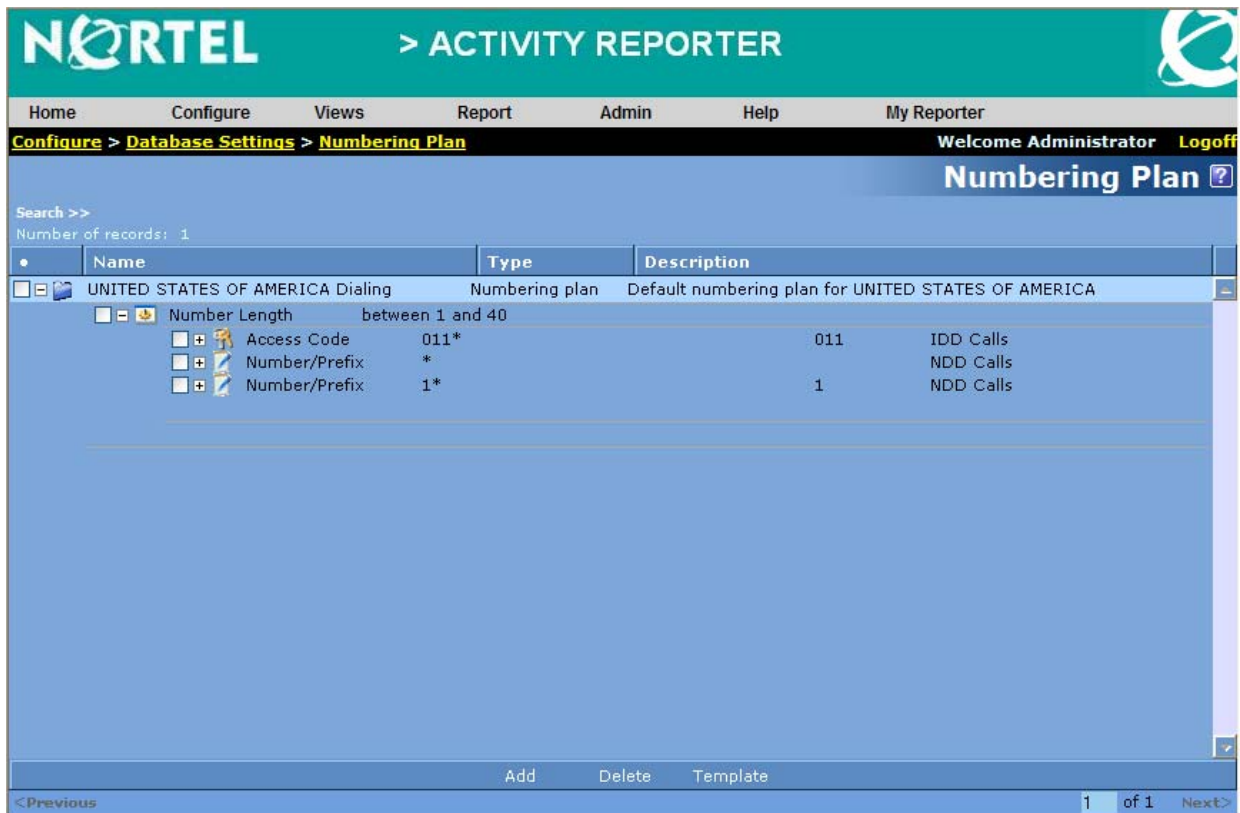 NORTEL > ACTIVITY REPORTER
Home Configure Views Report Admin Help My Reporter
Configure > Database Settings > Numbering Plan Welcome Administrator Logoff
Numbering Plan ?
Search >>
Number of records: 1
Name Type Description
UNITED STATES OF AMERICA Dialing Numbering plan Default numbering plan for UNITED STATES OF AMERICA
Number Length between 1 and 40
Access Code 011* 011 IDD Calls
Number/Prefix * NDD Calls
Number/Prefix 1* 1 NDD Calls
Add Delete Template
<Previous 1 of 1 Next>